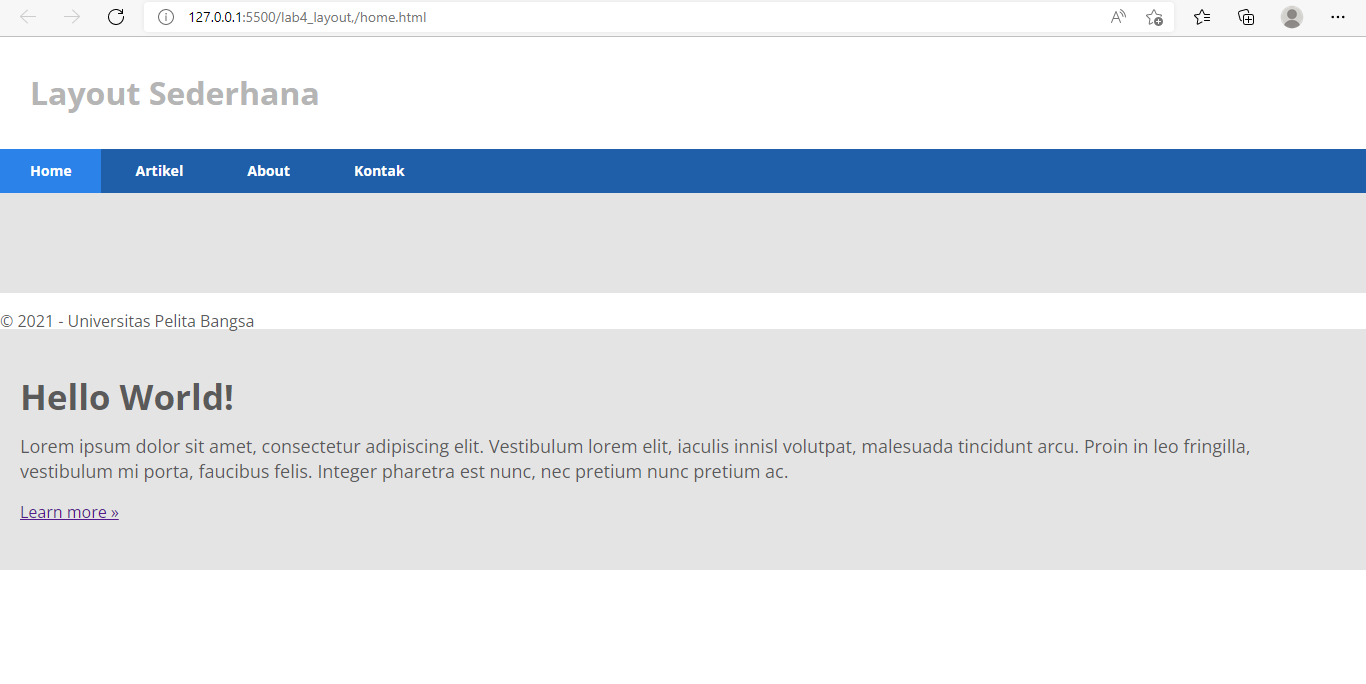 127.0.0.1:5500/lab4_layout,/home.html
Layout Sederhana
Home Artikel About Kontak
© 2021 - Universitas Pelita Bangsa
Hello World!
Lorem ipsum dolor sit amet, consectetur adipiscing elit. Vestibulum lorem elit, iaculis innisl volutpat, malesuada tincidunt arcu. Proin in leo fringilla,
vestibulum mi porta, faucibus felis. Integer pharetra est nunc, nec pretium nunc pretium ac.
Learn more »